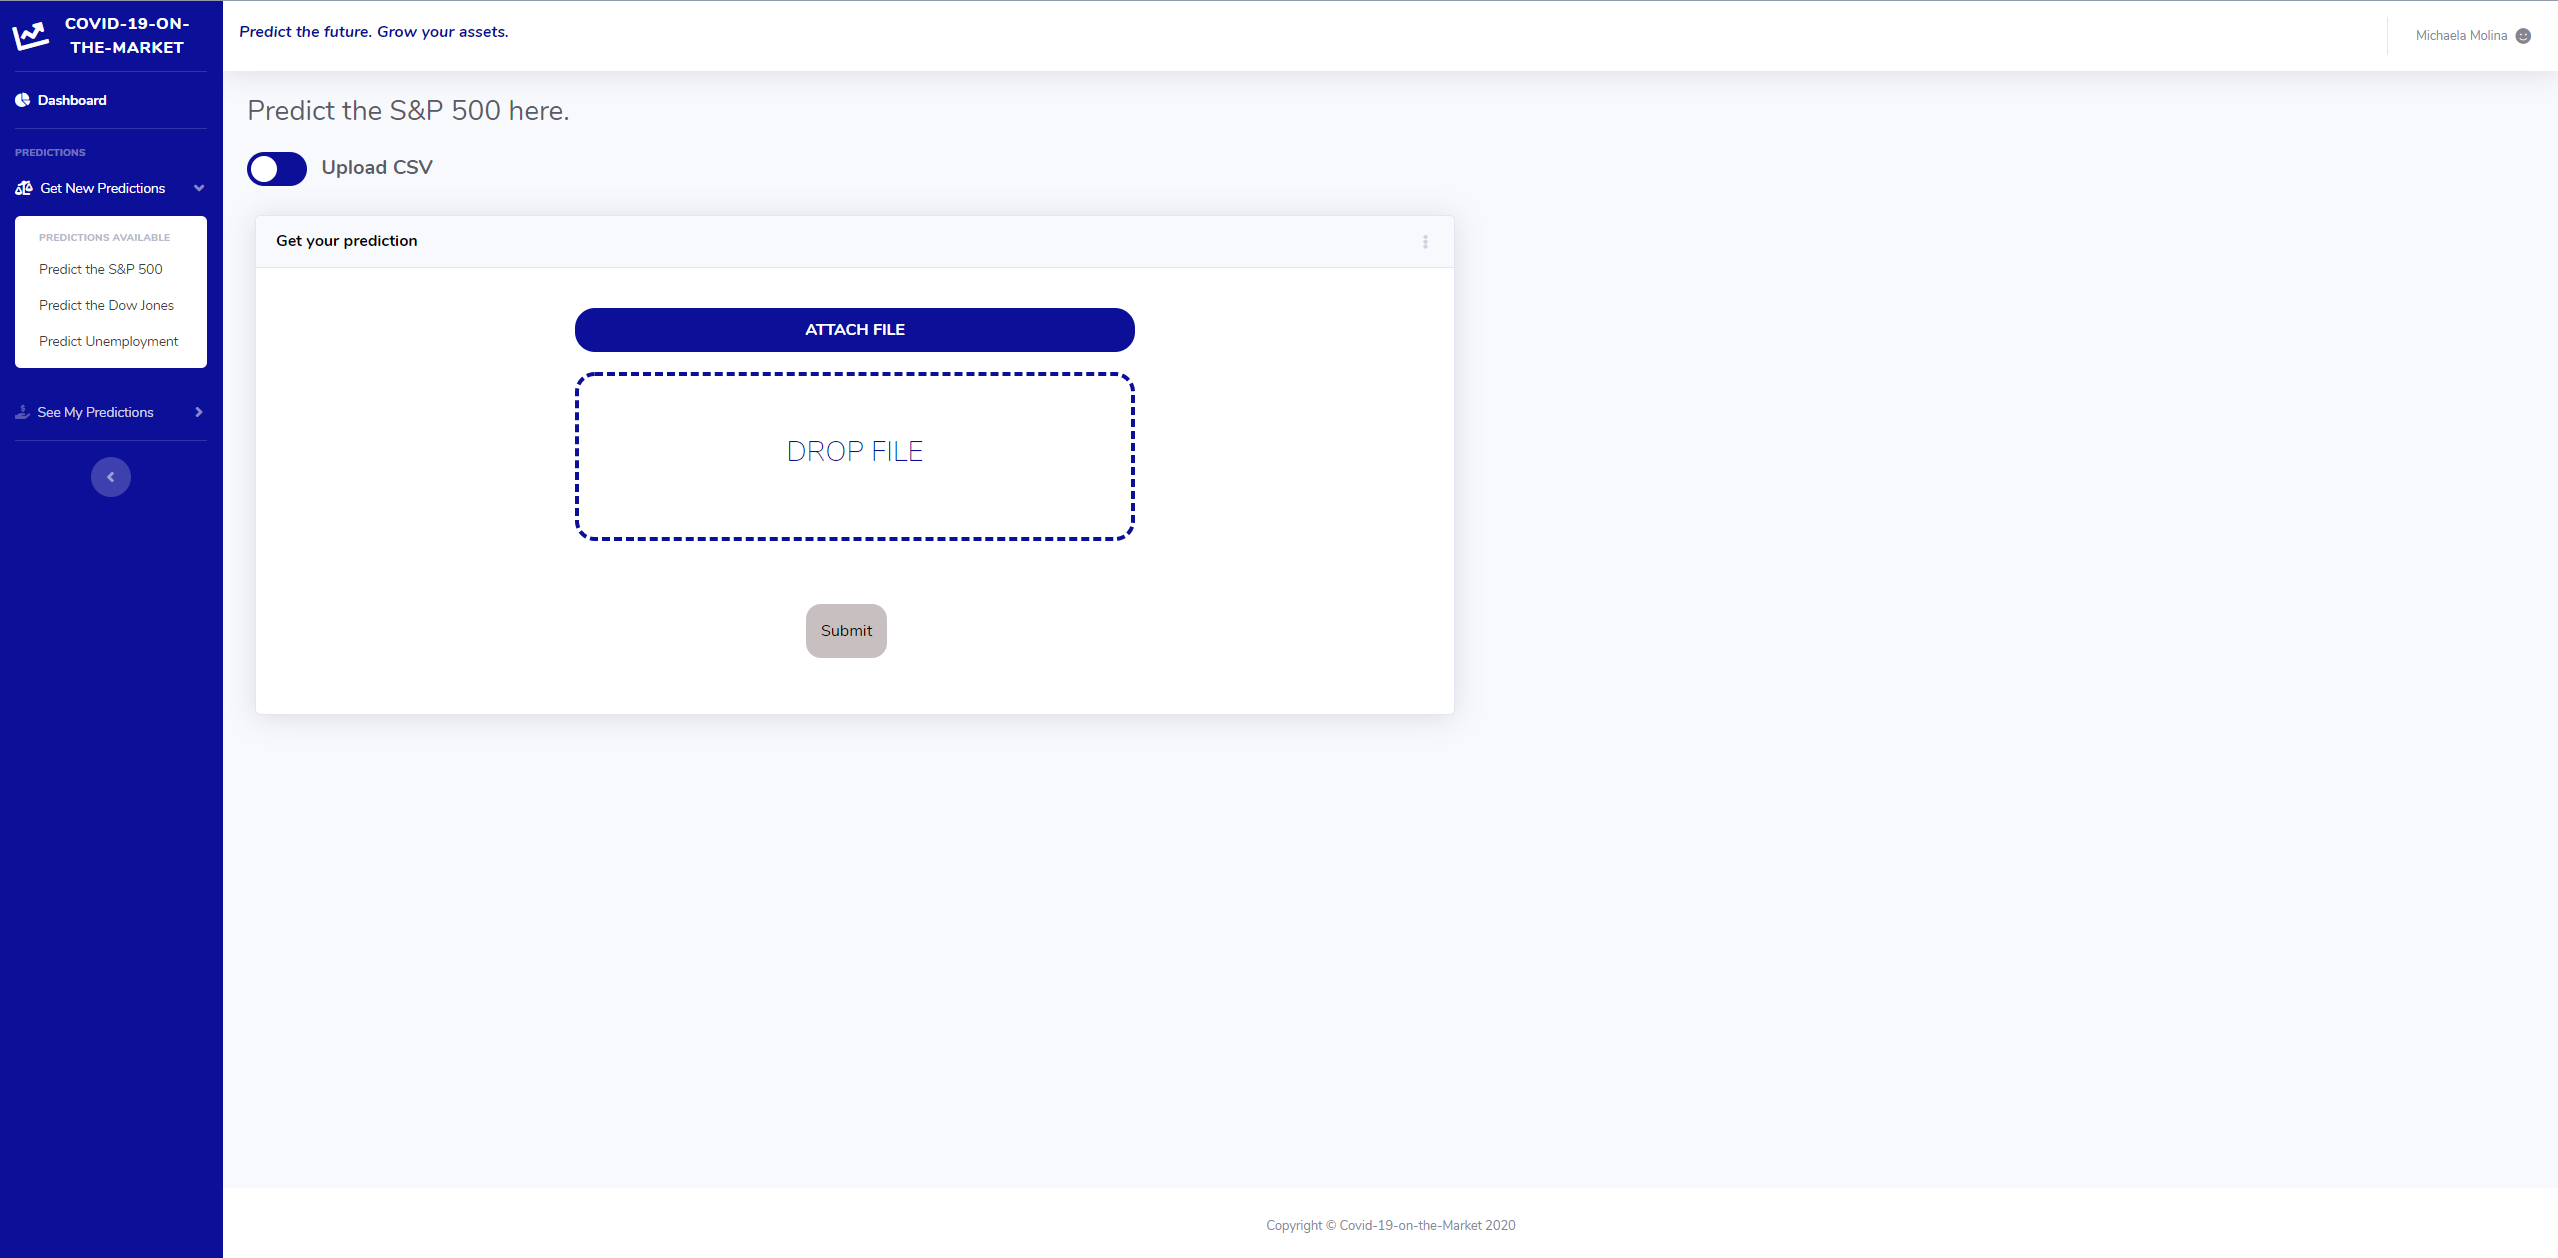 COVID-19-ON-
THE-MARKET
Dashboard
PREDICTIONS
Get New Predictions
PREDICTIONS AVAILABLE
Predict the S&P 500
Predict the Dow Jones
Predict Unemployment
See My Predictions
Predict the future. Grow your assets.
Michaela Molina
Predict the S&P 500 here.
Upload CSV
Get your prediction
ATTACH FILE
DROP FILE
Submit
Copyright © Covid-19-on-the-Market 2020